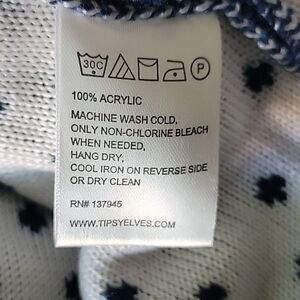 30C P
100% ACRYLIC
MACHINE WASH COLD,
ONLY NON-CHLORINE BLEACH
WHEN NEEDED,
HANG DRY,
COOL IRON ON REVERSE SIDE
OR DRY CLEAN
RN# 137945
WWW.TIPSYELVES.COM